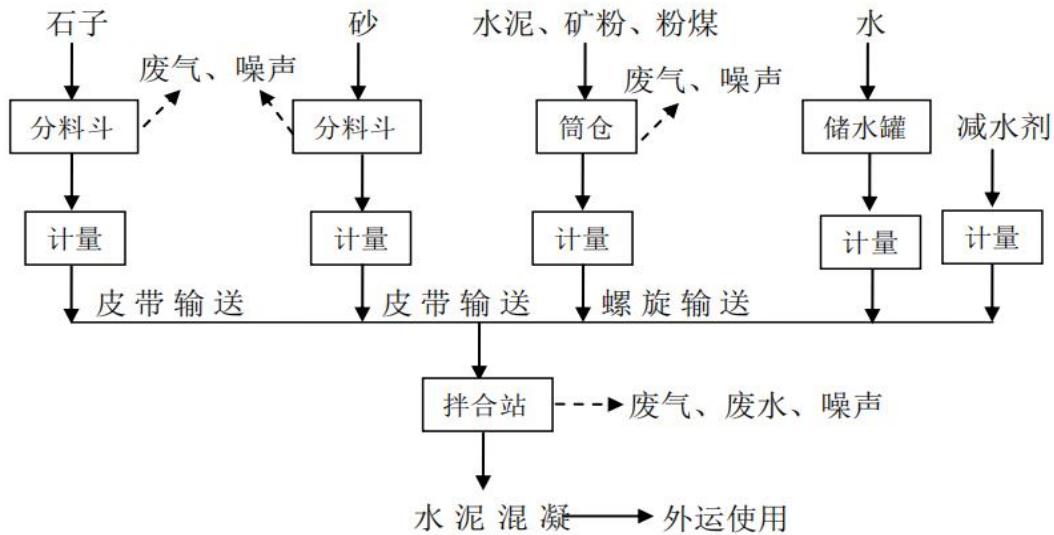 石子 砂 水泥、矿粉、粉煤 水
废气、噪声 废气、噪声
分料斗 分料斗 筒仓 储水罐 减水剂
计量 计量 计量 计量 计量
皮带输送 皮带输送 螺旋输送
拌合站 废气、废水、噪声
水泥混凝 外运使用